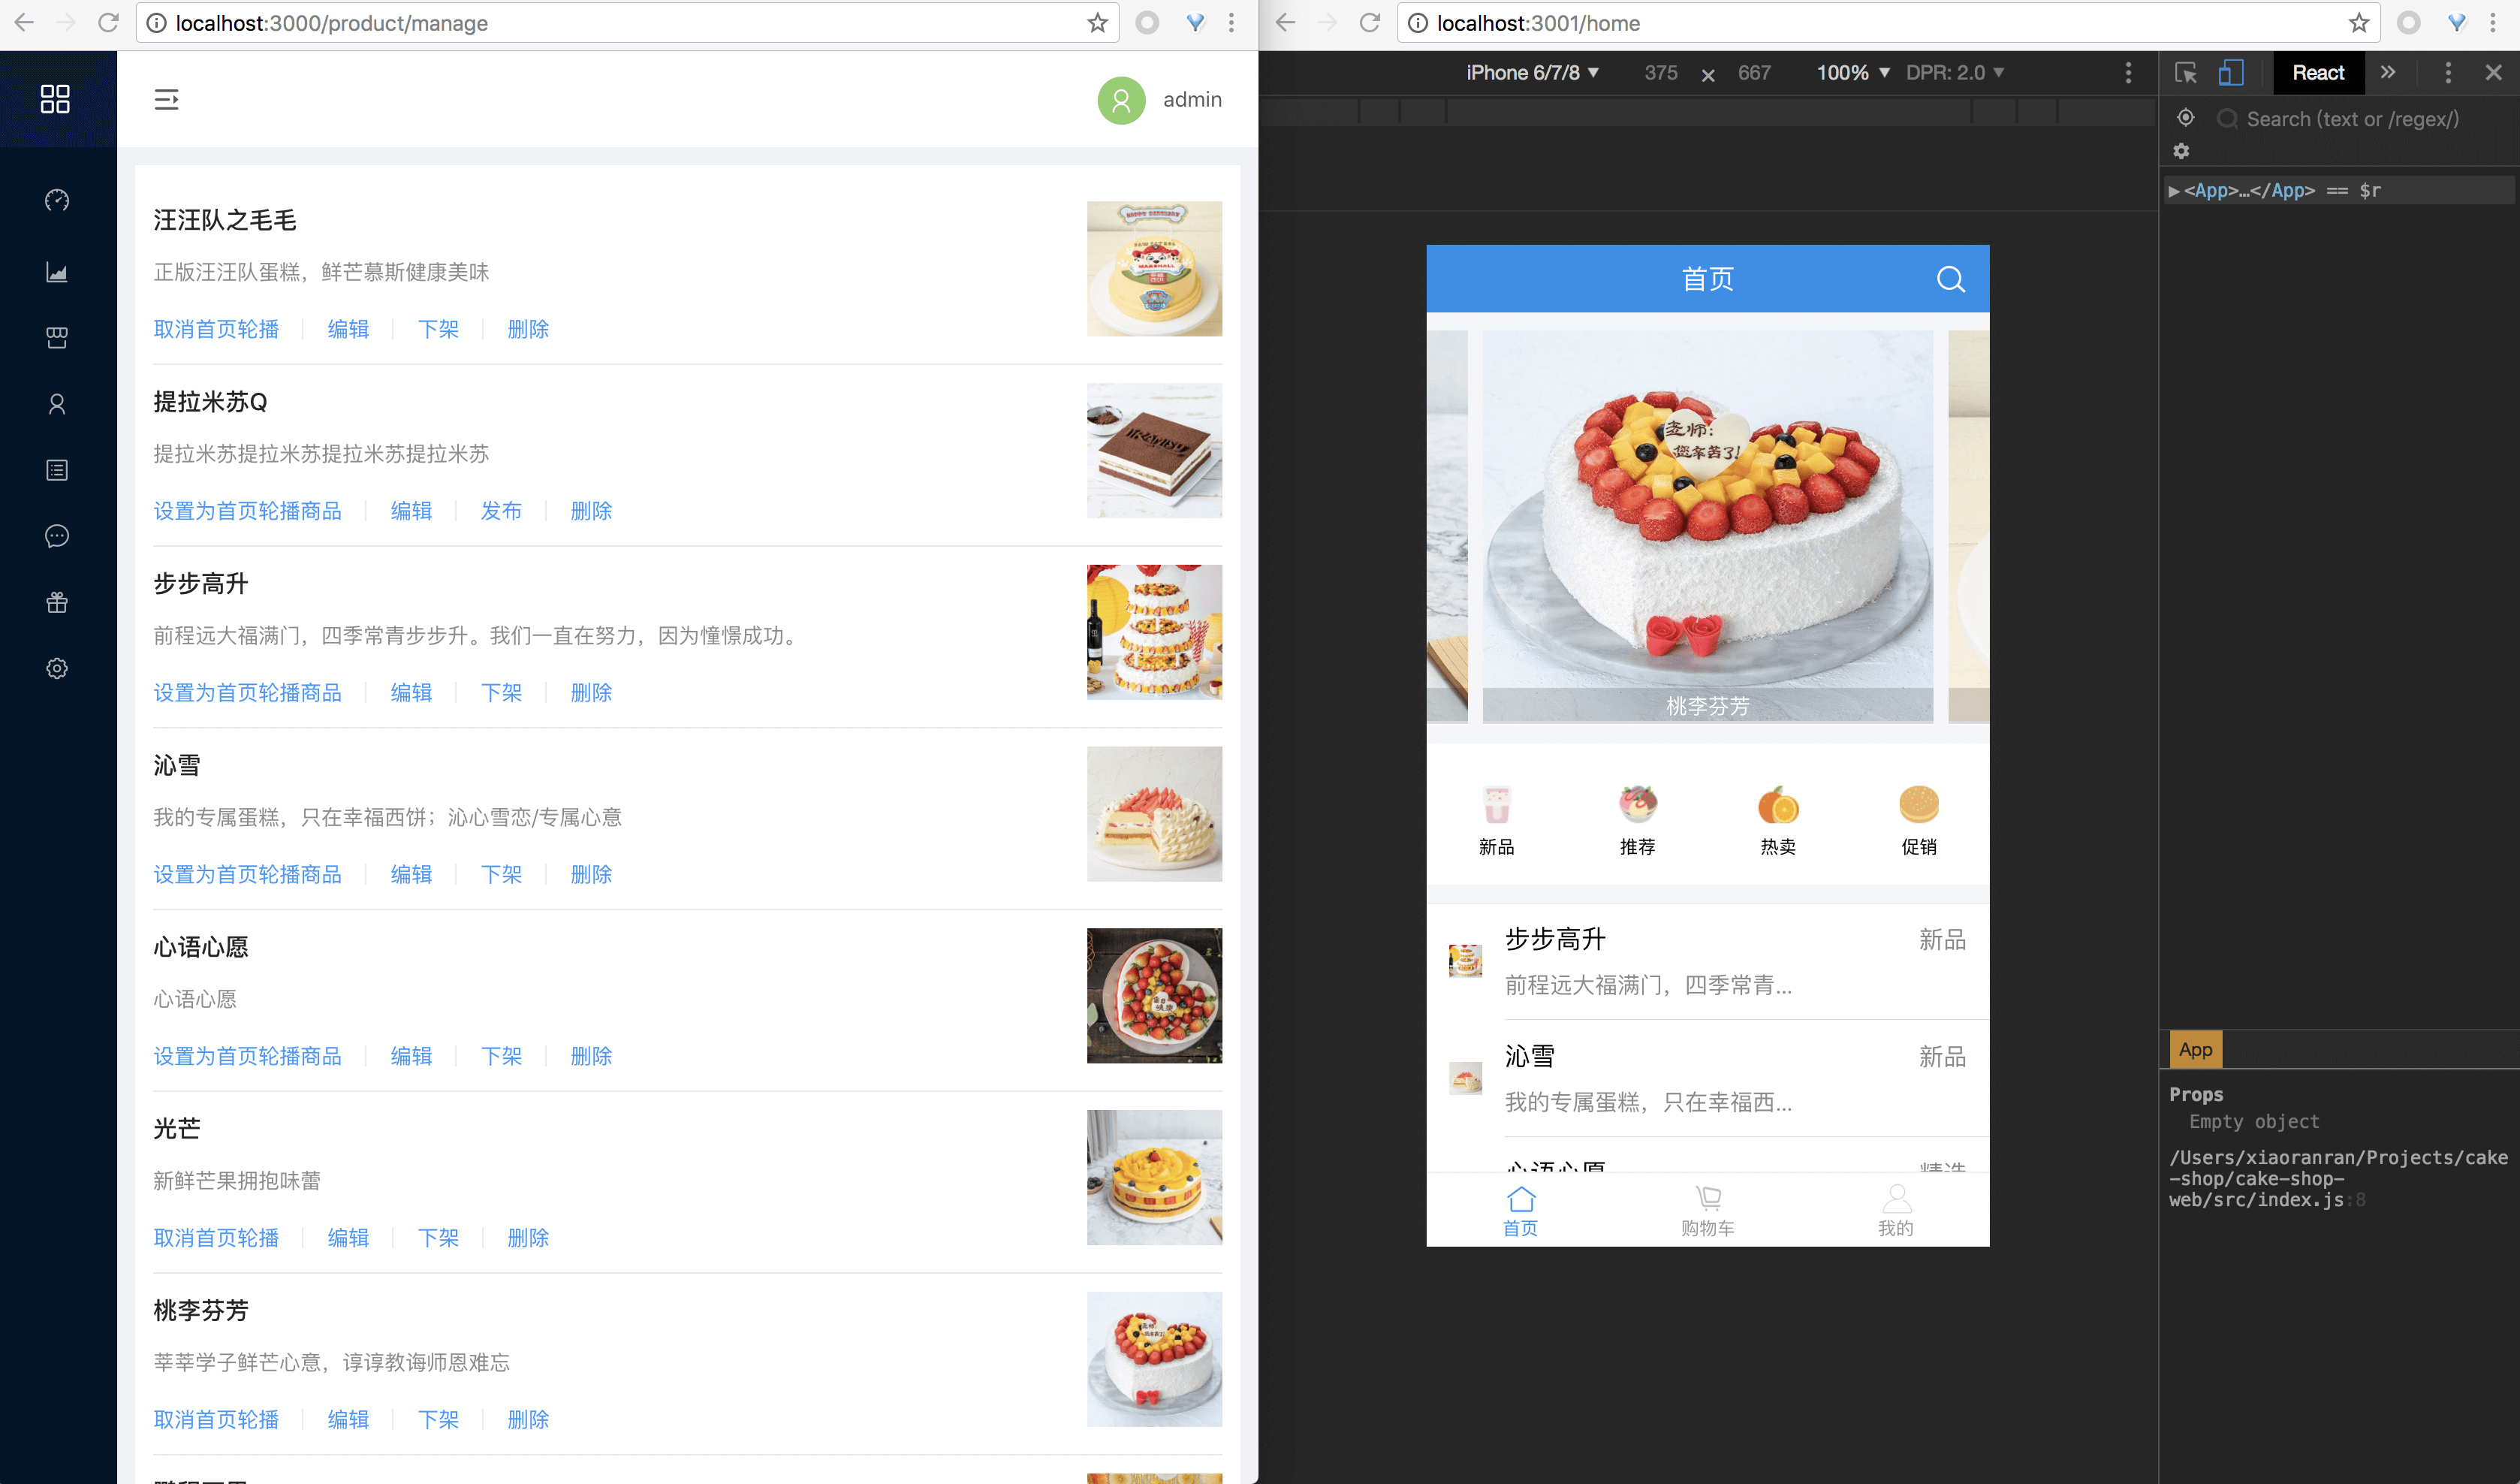 localhost:3000/product/manage
admin
汪汪队之毛毛
正版汪汪队蛋糕，鲜芒慕斯健康美味
取消首页轮播 编辑 下架 删除
提拉米苏Q
提拉米苏提拉米苏提拉米苏提拉米苏
设置为首页轮播商品 编辑 发布 删除
步步高升
前程远大福满门，四季常青步步升。我们一直在努力，因为憧憬成功。
设置为首页轮播商品 编辑 下架 删除
沁雪
我的专属蛋糕，只在幸福西饼；沁心雪恋/专属心意
设置为首页轮播商品 编辑 下架 删除
心语心愿
心语心愿
设置为首页轮播商品 编辑 下架 删除
光芒
新鲜芒果拥抱味蕾
取消首页轮播 编辑 下架 删除
桃李芬芳
莘莘学子鲜芒心意，谆谆教诲师恩难忘
取消首页轮播 编辑 下架 删除
localhost:3001/home
iPhone 6/7/8 ▼ 375 × 667 100% ▼ DPR: 2.0 ▼
首页
老师：
您辛苦了!
桃李芬芳
新品 推荐 热卖 促销
步步高升 新品
前程远大福满门，四季常青...
沁雪 新品
我的专属蛋糕，只在幸福西...
心语心愿 精选
首页 购物车 我的
React »
Search (text or /regex/)
▶<App>…</App> == $r
App
Props
Empty object
/Users/xiaoranran/Projects/cake
-shop/cake-shop-
web/src/index.js:8